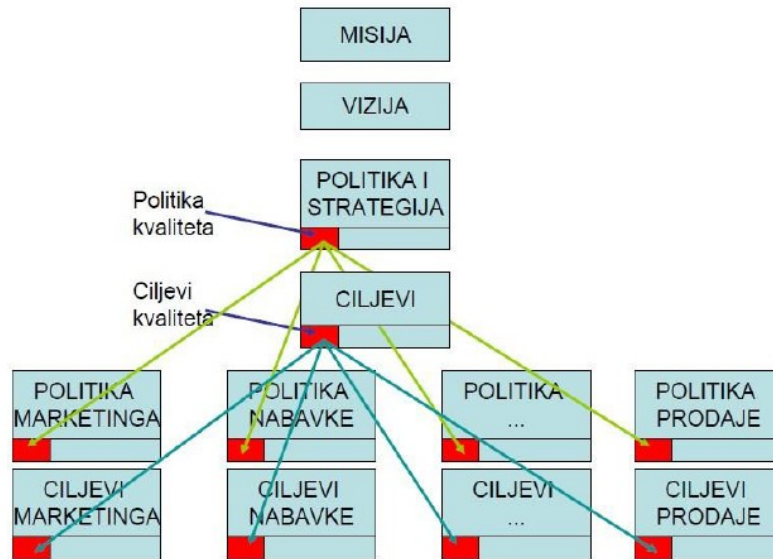 MISIJA
VIZIJA
POLITIKA I
STRATEGIJA
Politika
kvaliteta
CILJEVI
Ciljevi
kvaliteta
POLITIKA
MARKETINGA
POLITIKA
NABAVKE
POLITIKA
...
POLITIKA
PRODAJE
CILJEVI
MARKETINGA
CILJEVI
NABAVKE
CILJEVI
...
CILJEVI
PRODAJE